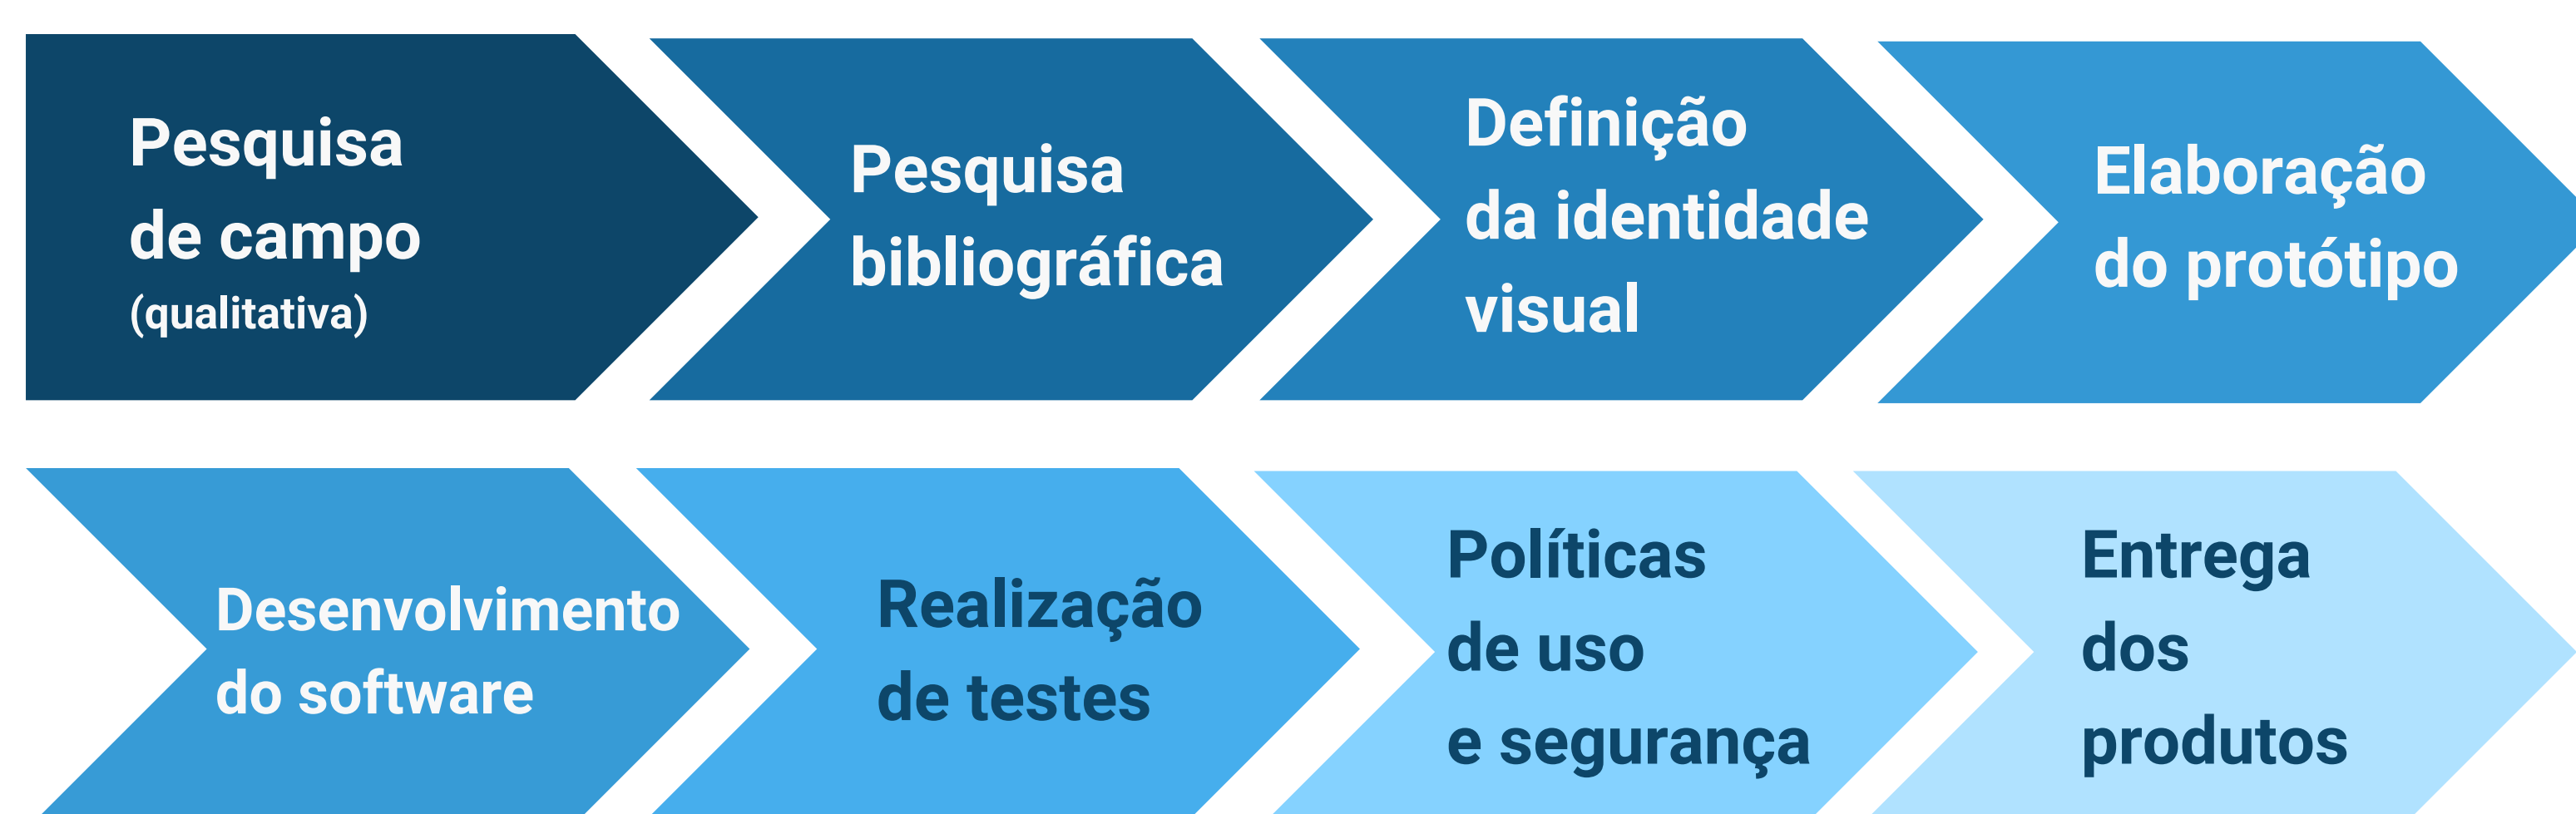 Pesquisa
de campo
(qualitativa)
Pesquisa
bibliográfica
Definição
da identidade
visual
Elaboração
do protótipo
Desenvolvimento
do software
Realização
de testes
Políticas
de uso
e segurança
Entrega
dos
produtos